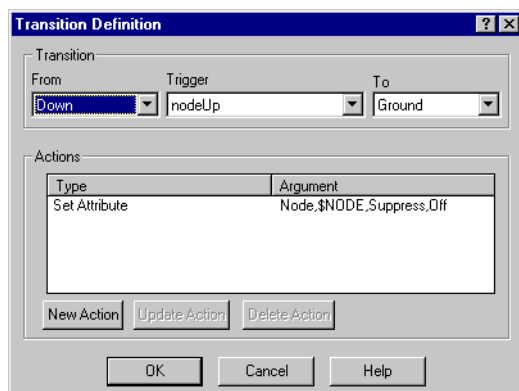 Transition Definition
Transition
From Trigger To
Down nodeUp Ground
Actions
Type Argument
Set Attribute Node,$NODE,Suppress,Off
New Action Update Action Delete Action
OK Cancel Help